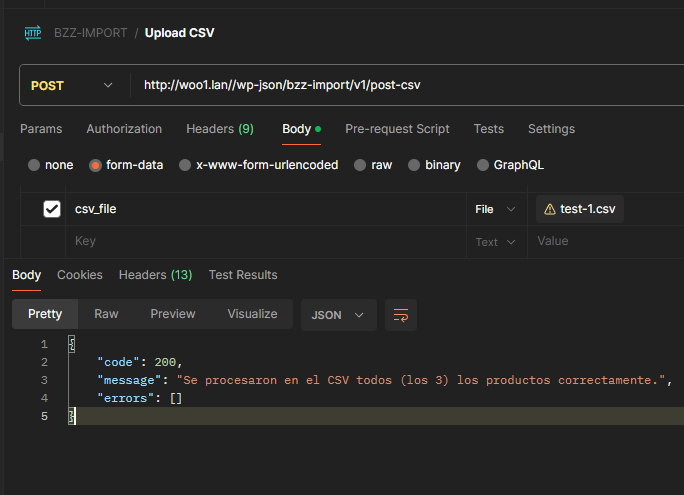 HTTP BZZ-IMPORT / Upload CSV
POST http://woo1.lan//wp-json/bzz-import/v1/post-csv
Params Authorization Headers (9) Body Pre-request Script Tests Settings
none form-data x-www-form-urlencoded raw binary GraphQL
csv_file File test-1.csv
Key Text Value
Body Cookies Headers (13) Test Results
Pretty Raw Preview Visualize JSON
1 {
2 "code": 200,
3 "message": "Se procesaron en el CSV todos (los 3) los productos correctamente.",
4 "errors": []
5 }